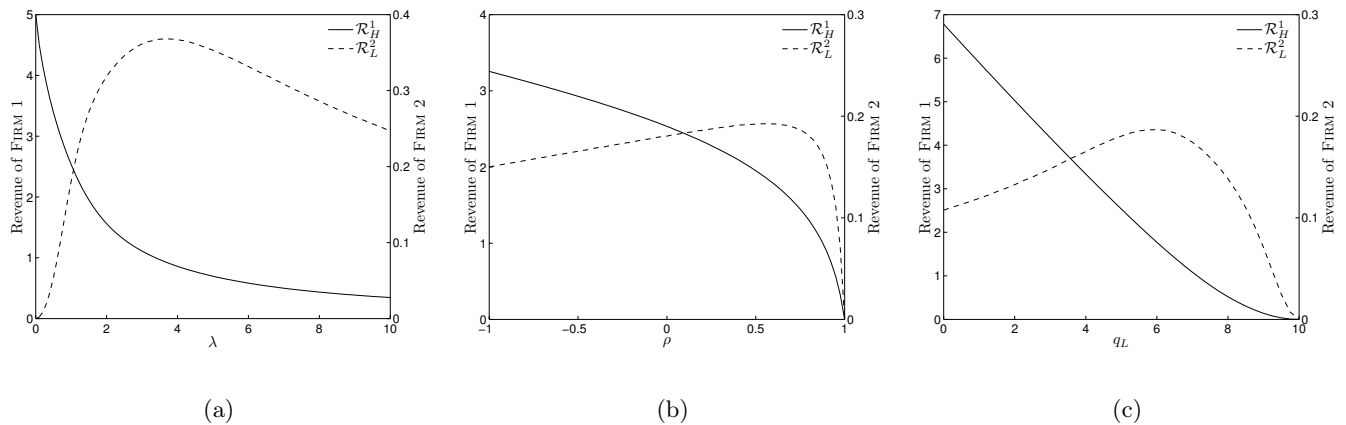 5
4
3
2
1
0
0.4
0.3
0.2
0.1
0
0 2 4 6 8 10
λ
Revenue of FIRM 1
Revenue of FIRM 2
R_H^1
R_L^2
(a)
4
3
2
1
0
0.3
0.2
0.1
0
−1 −0.5 0 0.5 1
ρ
Revenue of FIRM 1
Revenue of FIRM 2
R_H^1
R_L^2
(b)
7
6
5
4
3
2
1
0
0.3
0.2
0.1
0
0 2 4 6 8 10
q_L
Revenue of FIRM 1
Revenue of FIRM 2
R_H^1
R_L^2
(c)